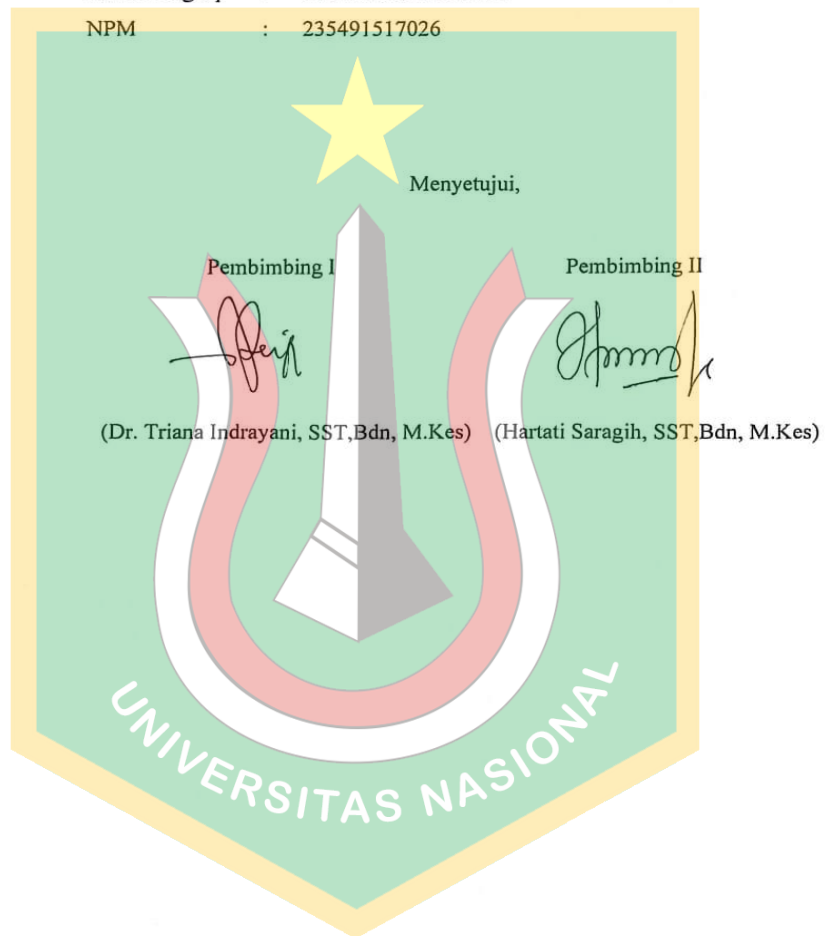 NPM : 235491517026
Menyetujui,
Pembimbing I Pembimbing II
(Dr. Triana Indrayani, SST,Bdn, M.Kes) (Hartati Saragih, SST,Bdn, M.Kes)
UNIVERSITAS NASIONAL